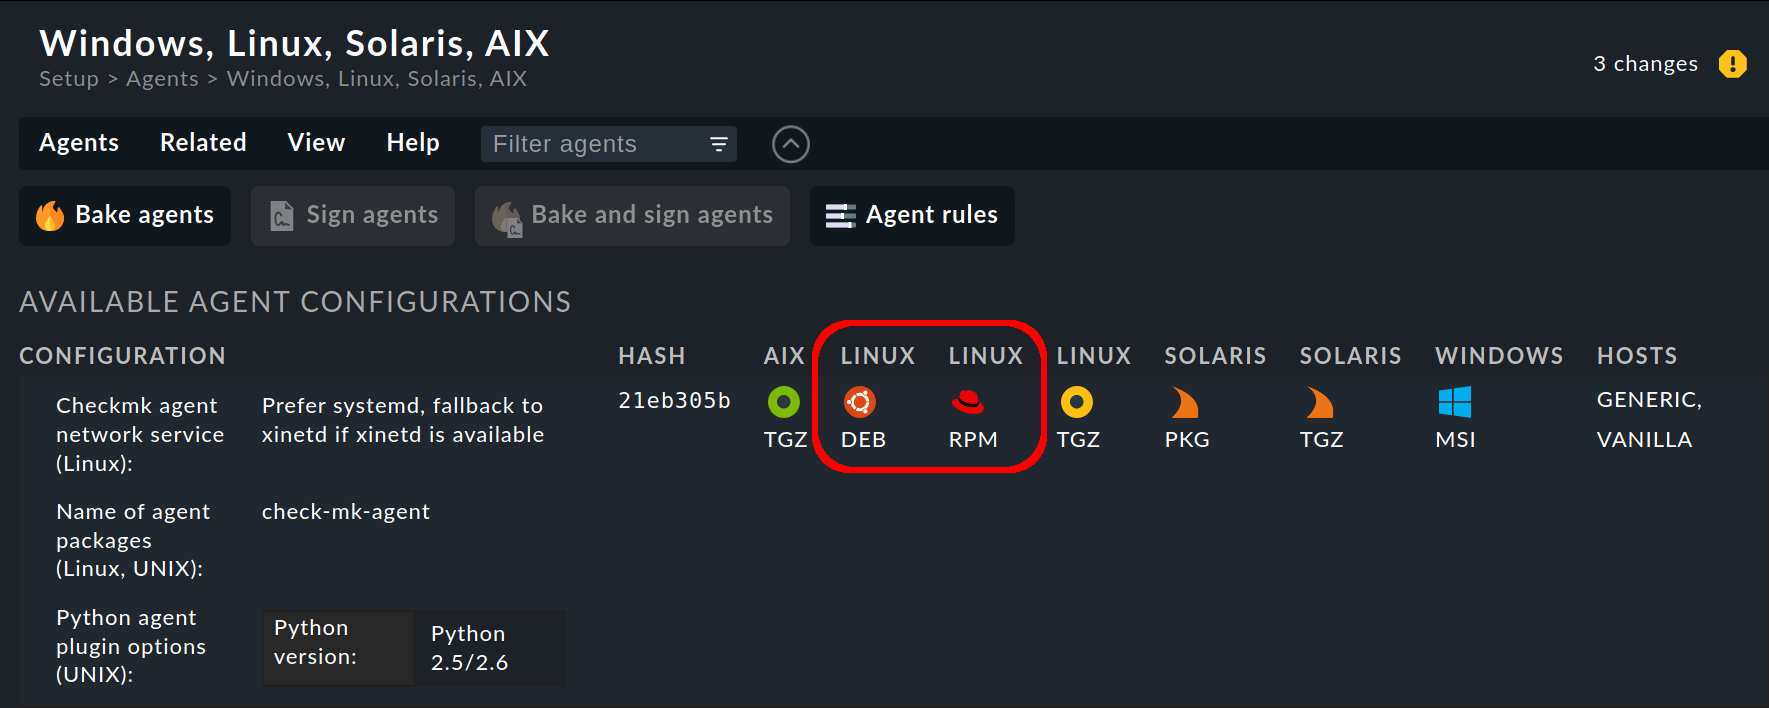 Windows, Linux, Solaris, AIX
Setup > Agents > Windows, Linux, Solaris, AIX
3 changes
Agents Related View Help Filter agents
Bake agents Sign agents Bake and sign agents Agent rules
AVAILABLE AGENT CONFIGURATIONS
CONFIGURATION HASH AIX LINUX LINUX LINUX SOLARIS SOLARIS WINDOWS HOSTS
Checkmk agent
network service
(Linux):
Prefer systemd, fallback to
xinetd if xinetd is available
21eb305b
TGZ DEB RPM TGZ PKG TGZ MSI
GENERIC,
VANILLA
Name of agent
packages
(Linux, UNIX):
check-mk-agent
Python agent
plugin options
(UNIX):
Python
version:
Python
2.5/2.6